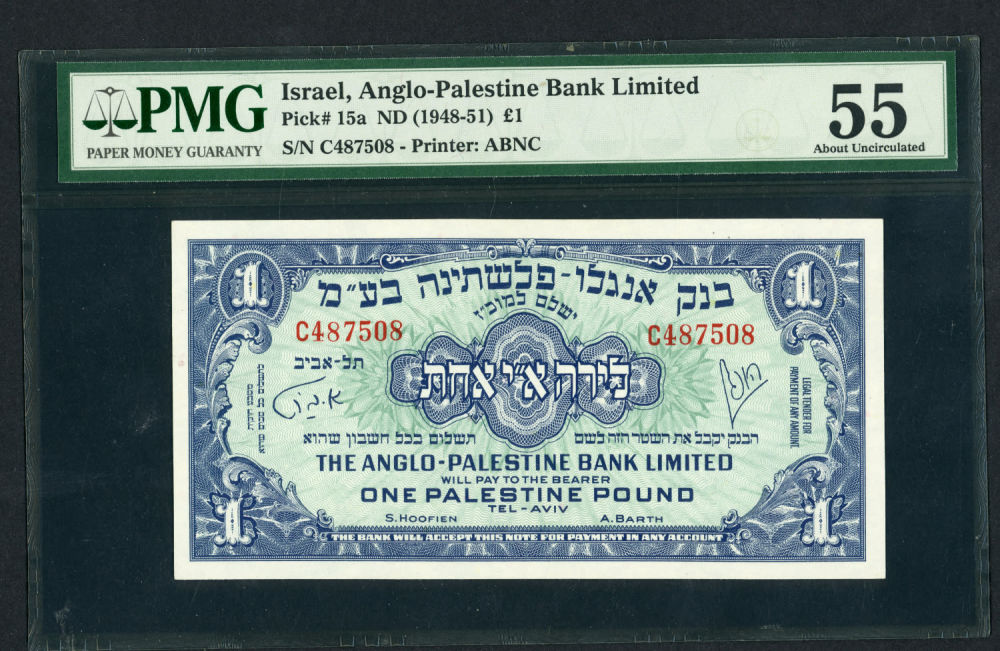 PMG
PAPER MONEY GUARANTY
Israel, Anglo-Palestine Bank Limited
Pick# 15a ND (1948-51) £1
S/N C487508 - Printer: ABNC
55
About Uncirculated
1
1
בנק אנגלו-פלשתינה בע״מ
ישלם למוכ״ז
C487508
C487508
תל-אביב
לירה א״י אחת
LEGAL TENDER FOR
PAYMENT OF ANY AMOUNT
הבנק יקבל את השטר הזה לשם
תשלום בכל חשבון שהוא
THE ANGLO-PALESTINE BANK LIMITED
WILL PAY TO THE BEARER
ONE PALESTINE POUND
TEL-AVIV
S. HOOFIEN
A. BARTH
1
1
THE BANK WILL ACCEPT THIS NOTE FOR PAYMENT IN ANY ACCOUNT